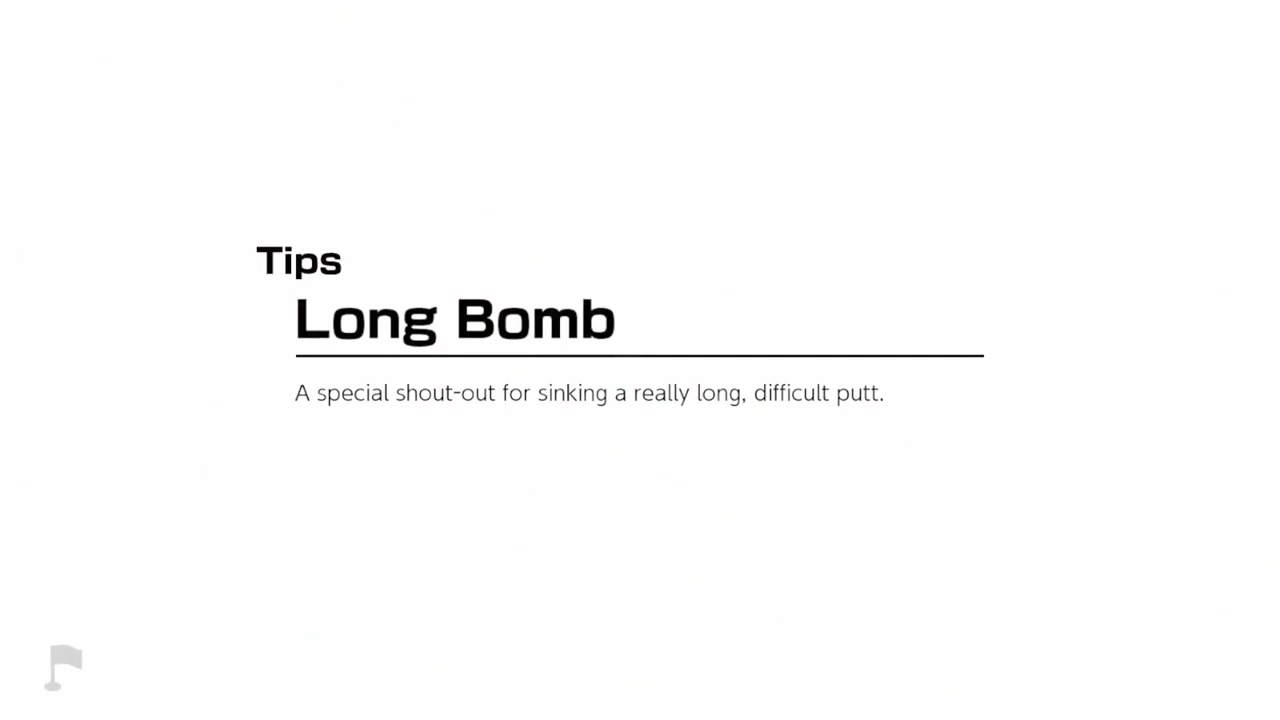 Tips
Long Bomb
A special shout-out for sinking a really long, difficult putt.